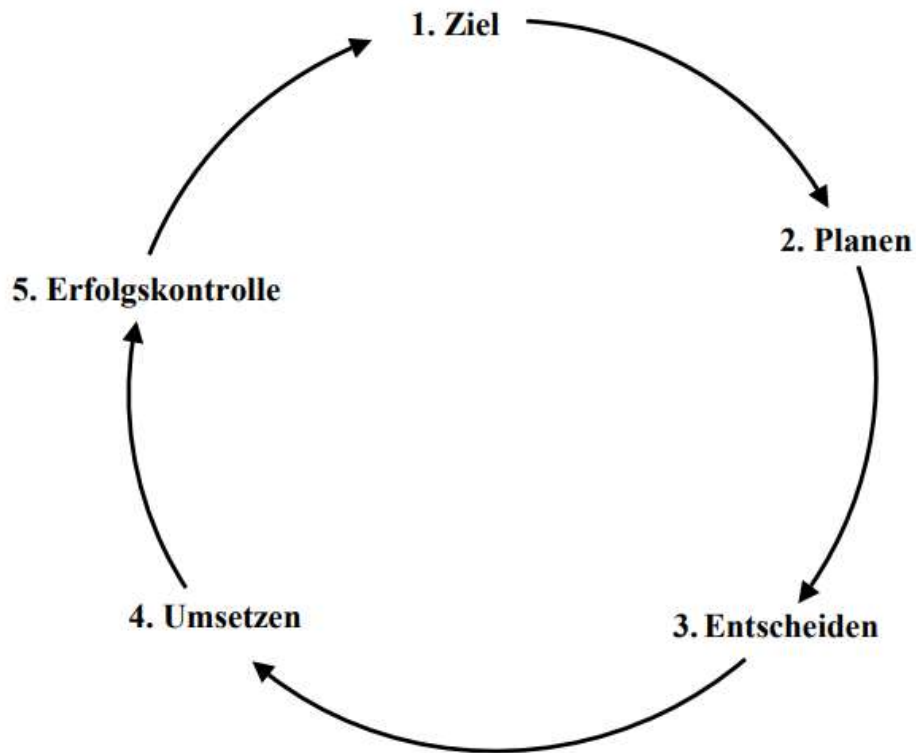 1. Ziel
2. Planen
3. Entscheiden
4. Umsetzen
5. Erfolgskontrolle